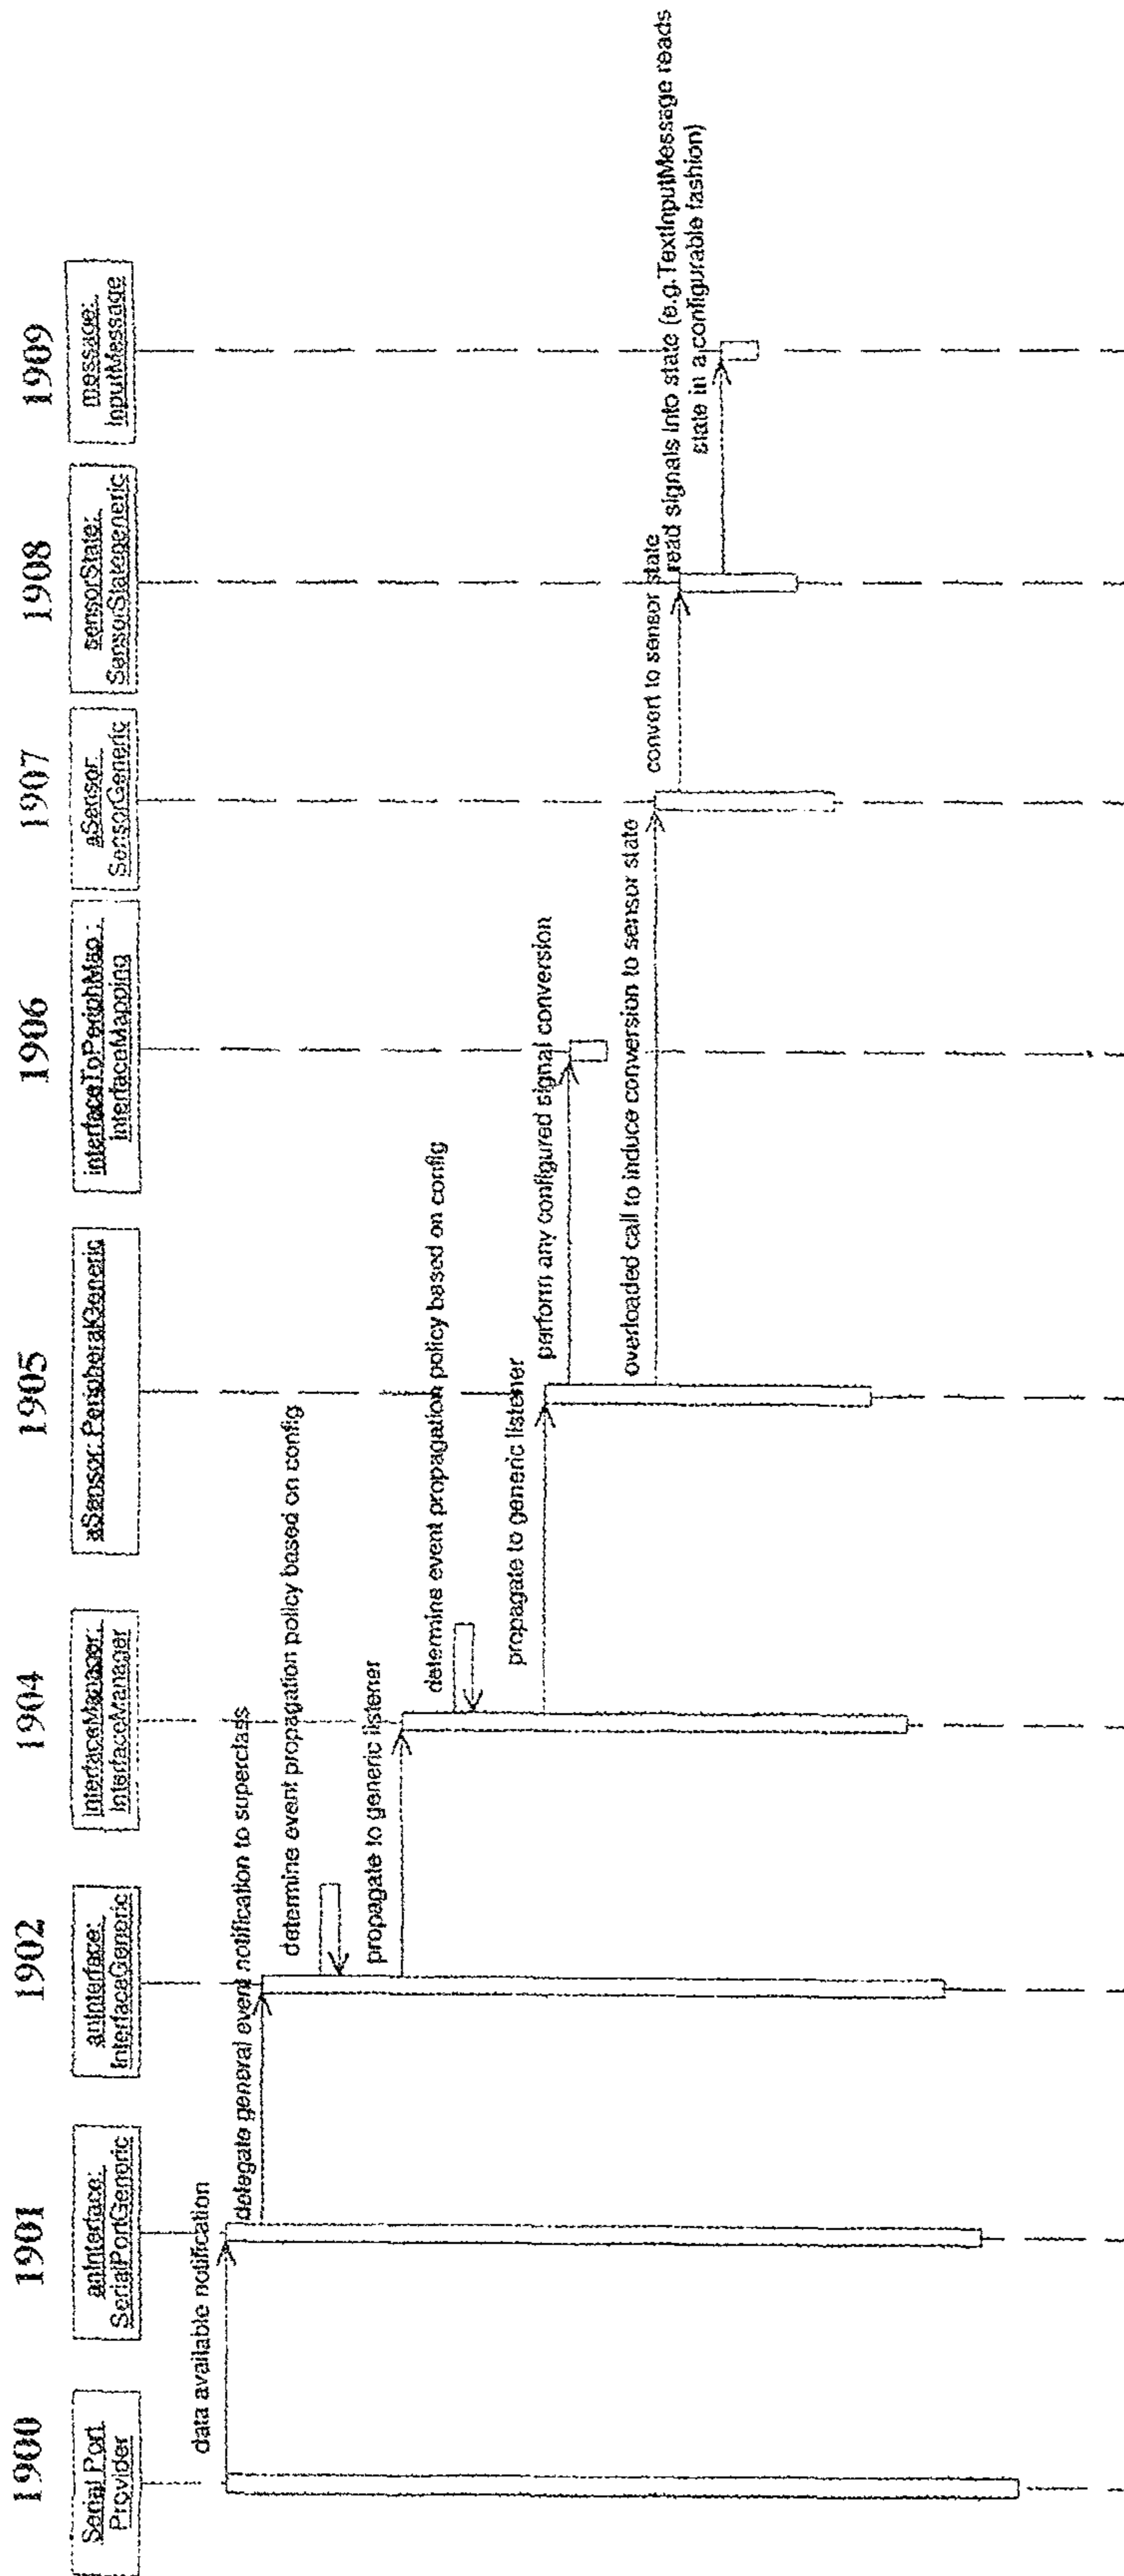 1900
Serial Port
Provider
1901
anInterface:
SerialPortGeneric
1902
anInterface:
InterfaceGeneric
1904
InterfaceManager:
InterfaceManager
1905
aSensor: PeripheralGeneric
1906
interfaceToPeriphMap :
InterfaceMapping
1907
aSensor
SensorGeneric
1908
sensorState:
SensorStategeneric
1909
message:
InputMessage
data available notification
delegate general event notification to superclass
determine event propagation policy based on config
propagate to generic listener
determine event propagation policy based on config
propagate to generic listener
perform any configured signal conversion
overloaded call to induce conversion to sensor state
convert to sensor state
read signals into state (e.g.TextInputMessage reads
state in a configurable fashion)